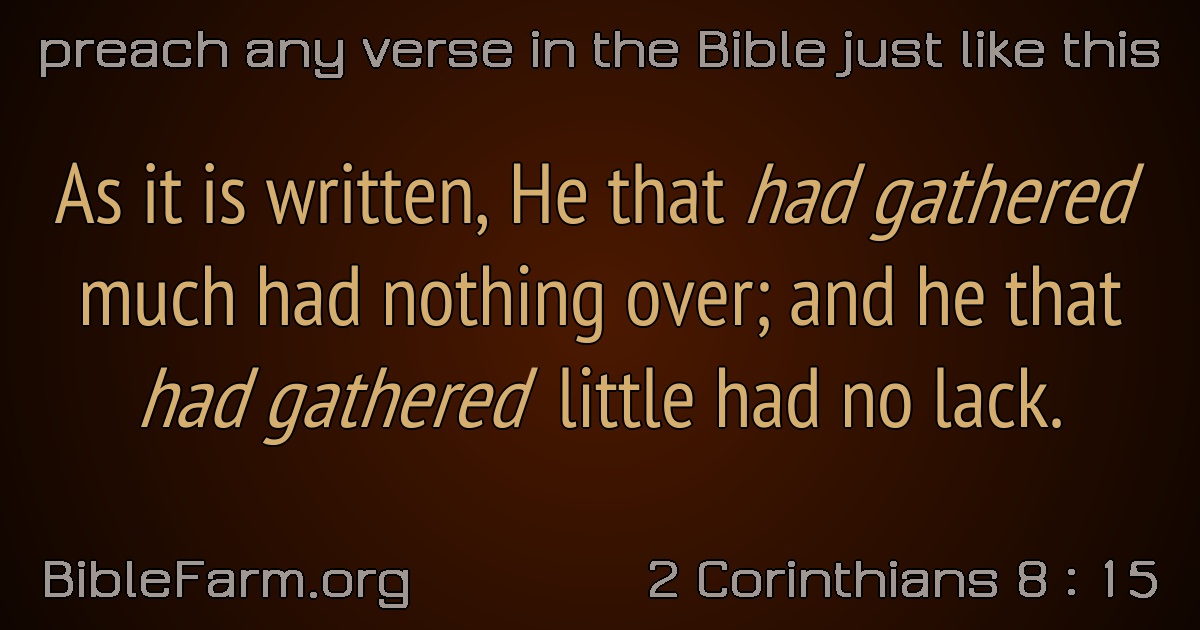 preach any verse in the Bible just like this
As it is written, He that had gathered
much had nothing over; and he that
had gathered little had no lack.
BibleFarm.org
2 Corinthians 8 : 15